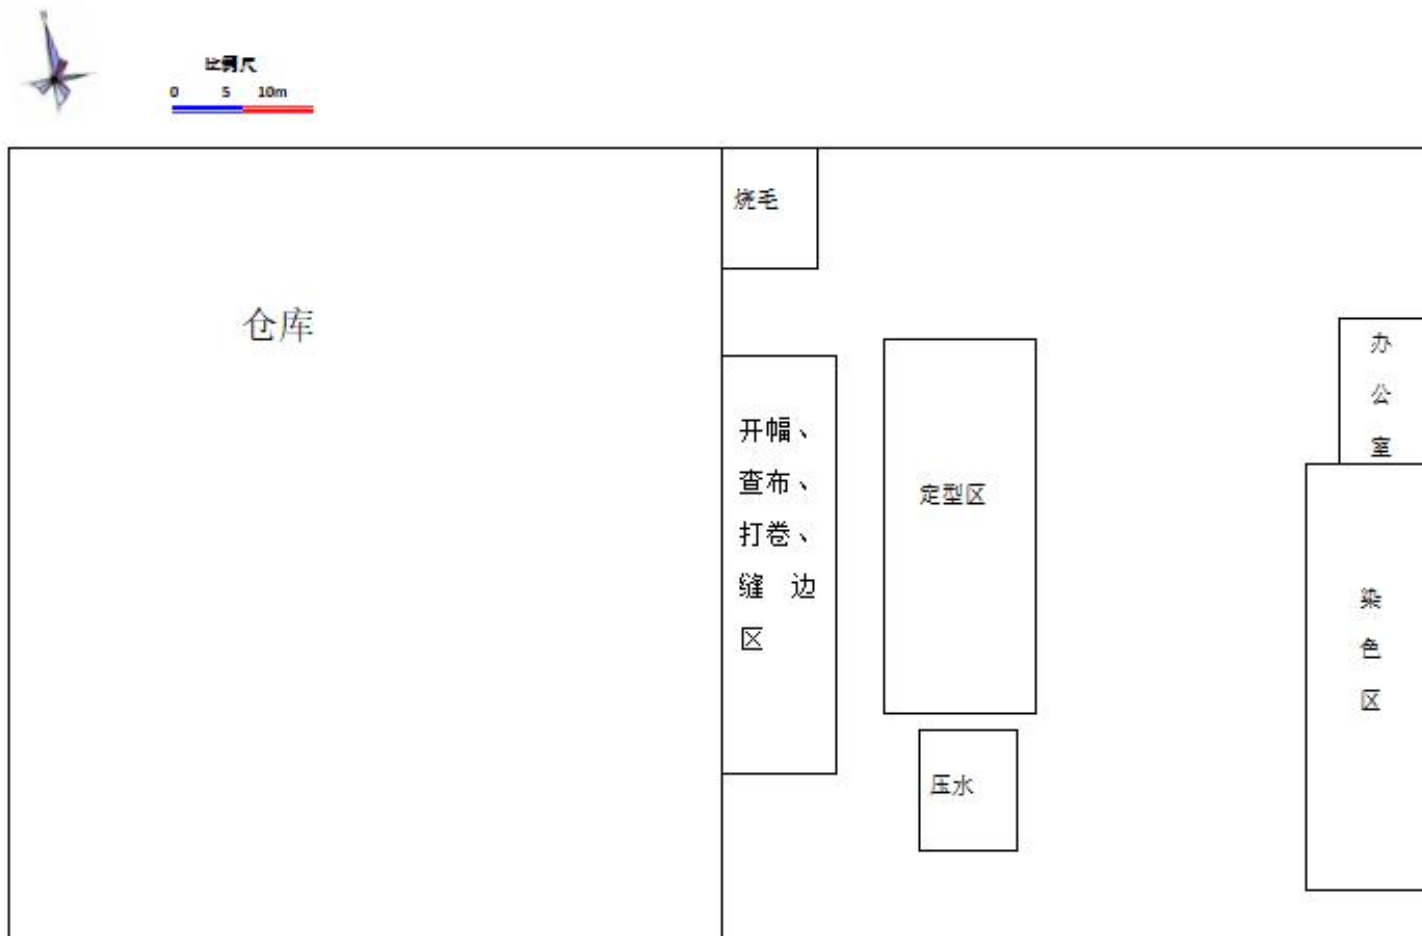 比例尺
0 5 10m
烧毛
仓库
办
公
室
开幅、
查布、
打卷、
缝 边
区
定型区
染
色
区
压水